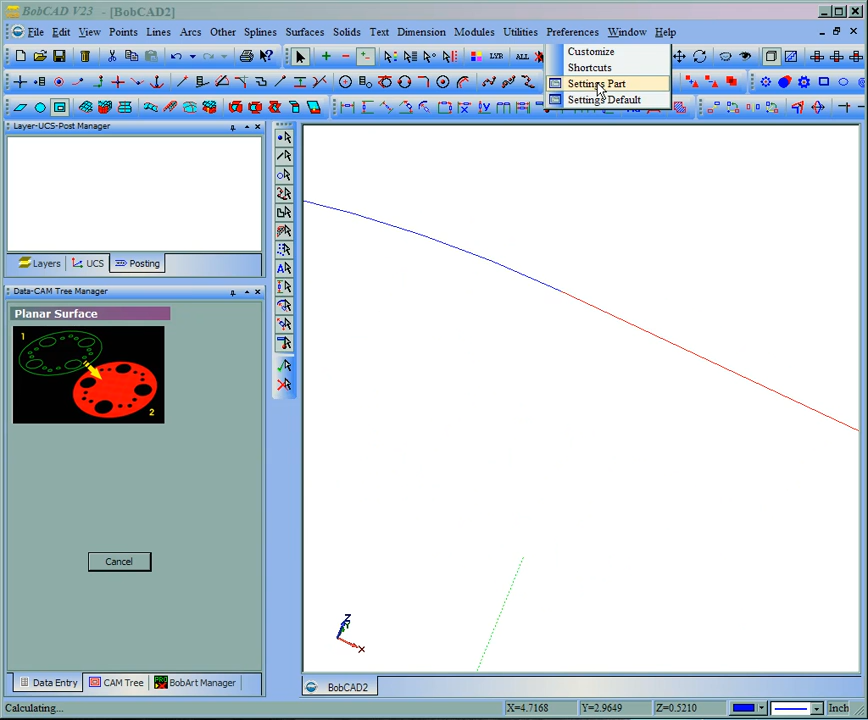 BobCAD V23 - [BobCAD2]
File Edit View Points Lines Arcs Other Splines Surfaces Solids Text Dimension Modules Utilities Preferences Window Help
LYR ALL
Customize
Shortcuts
Settings Part
Settings Default
Layer-UCS-Post Manager
Layers UCS Posting
Data-CAM Tree Manager
Planar Surface
1
2
Cancel
Z
Y
X
Data Entry CAM Tree BobArt Manager
BobCAD2
Calculating... X=4.7168 Y=2.9649 Z=0.5210 Inch